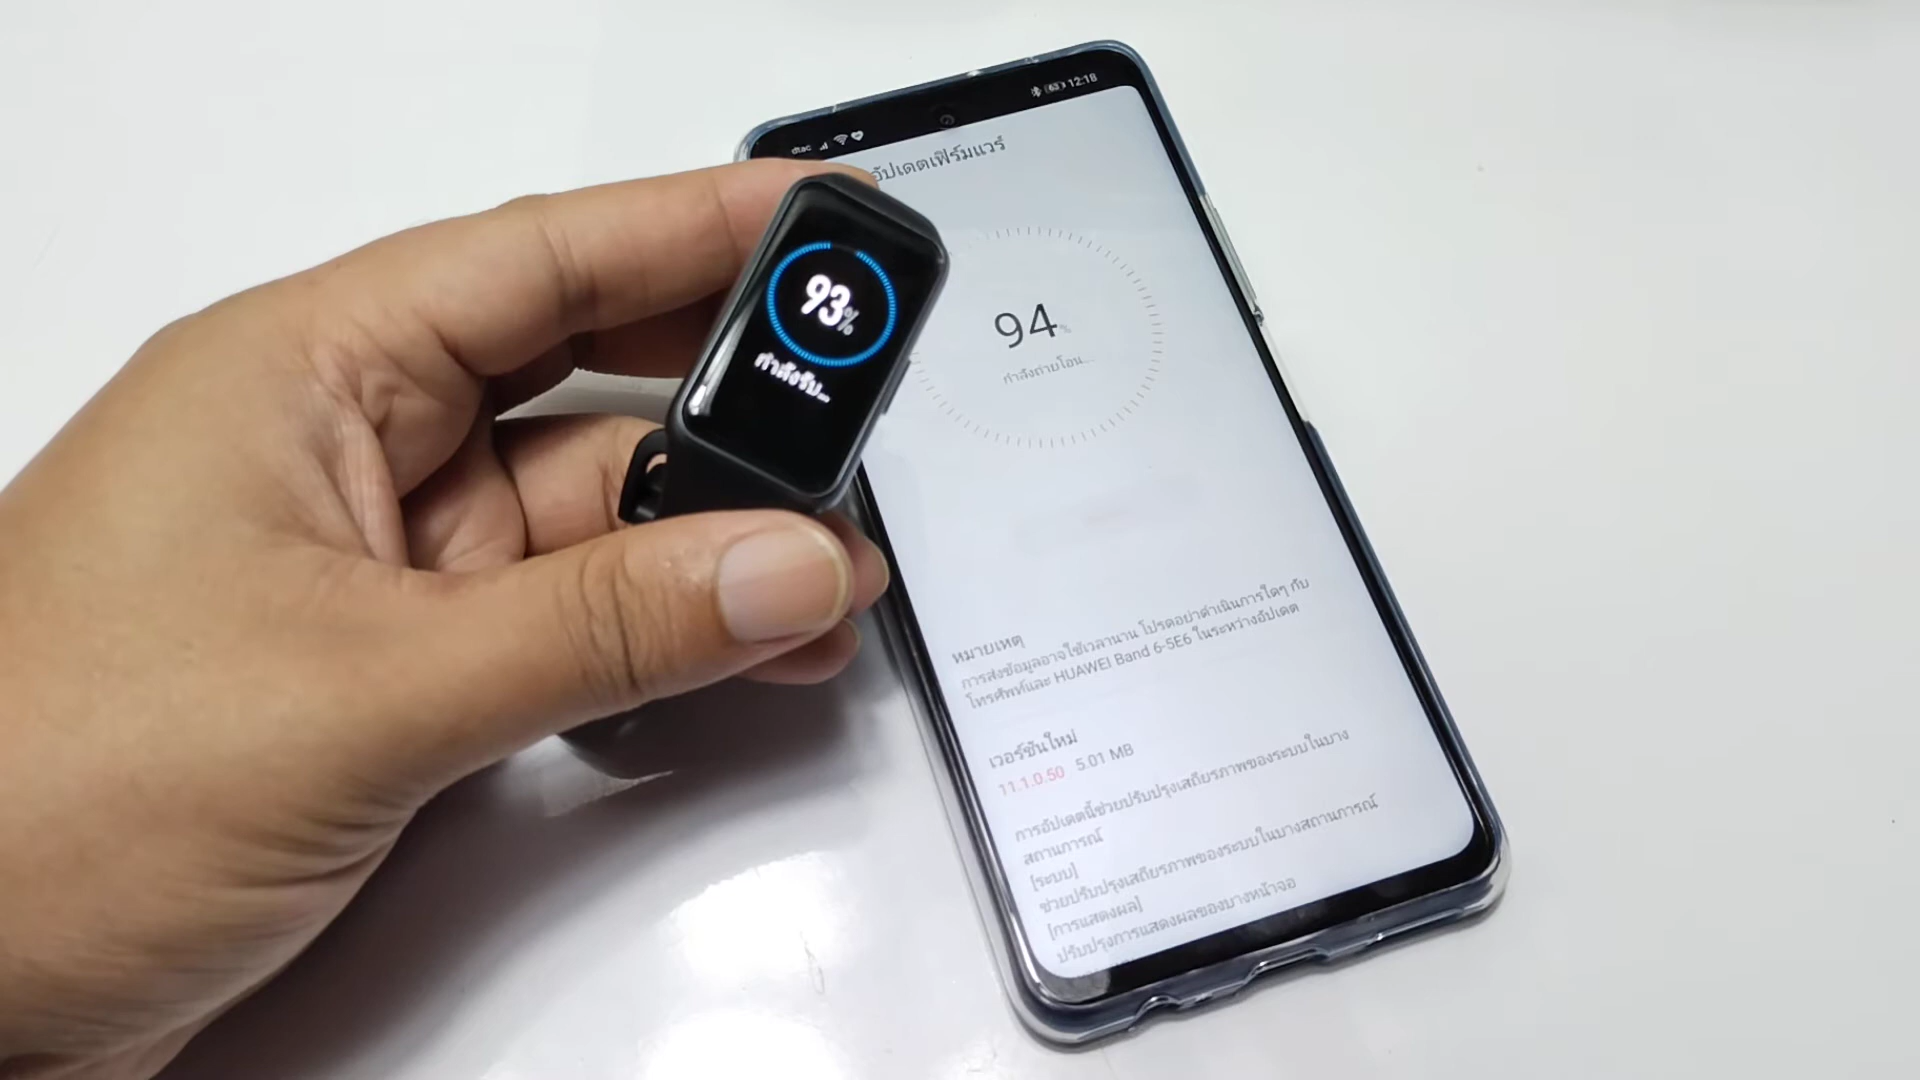 dtac
63 12:18
อัปเดตเฟิร์มแวร์
93%
กำลังรับ...
94%
กำลังถ่ายโอน...
หมายเหตุ
การส่งข้อมูลอาจใช้เวลานาน โปรดอย่าดำเนินการใดๆ กับ
โทรศัพท์และ HUAWEI Band 6-5E6 ในระหว่างอัปเดต
เวอร์ชันใหม่
11.1.0.50 5.01 MB
การอัปเดตนี้ช่วยปรับปรุงเสถียรภาพของระบบในบาง
สถานการณ์
[ระบบ]
ช่วยปรับปรุงเสถียรภาพของระบบในบางสถานการณ์
[การแสดงผล]
ปรับปรุงการแสดงผลของบางหน้าจอ